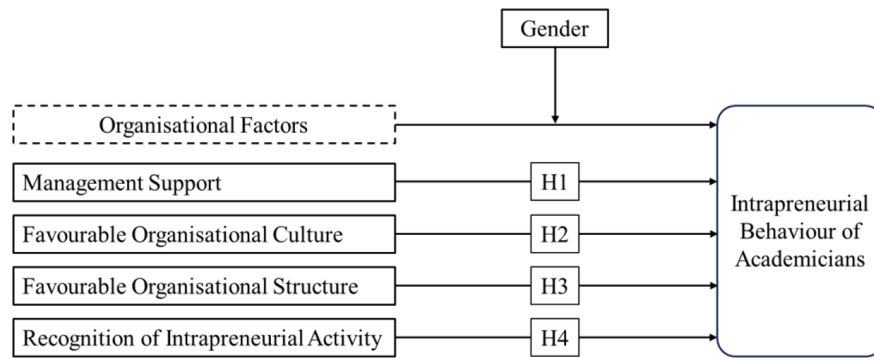 Gender
Organisational Factors
Management Support
H1
Favourable Organisational Culture
H2
Favourable Organisational Structure
H3
Recognition of Intrapreneurial Activity
H4
Intrapreneurial
Behaviour of
Academicians